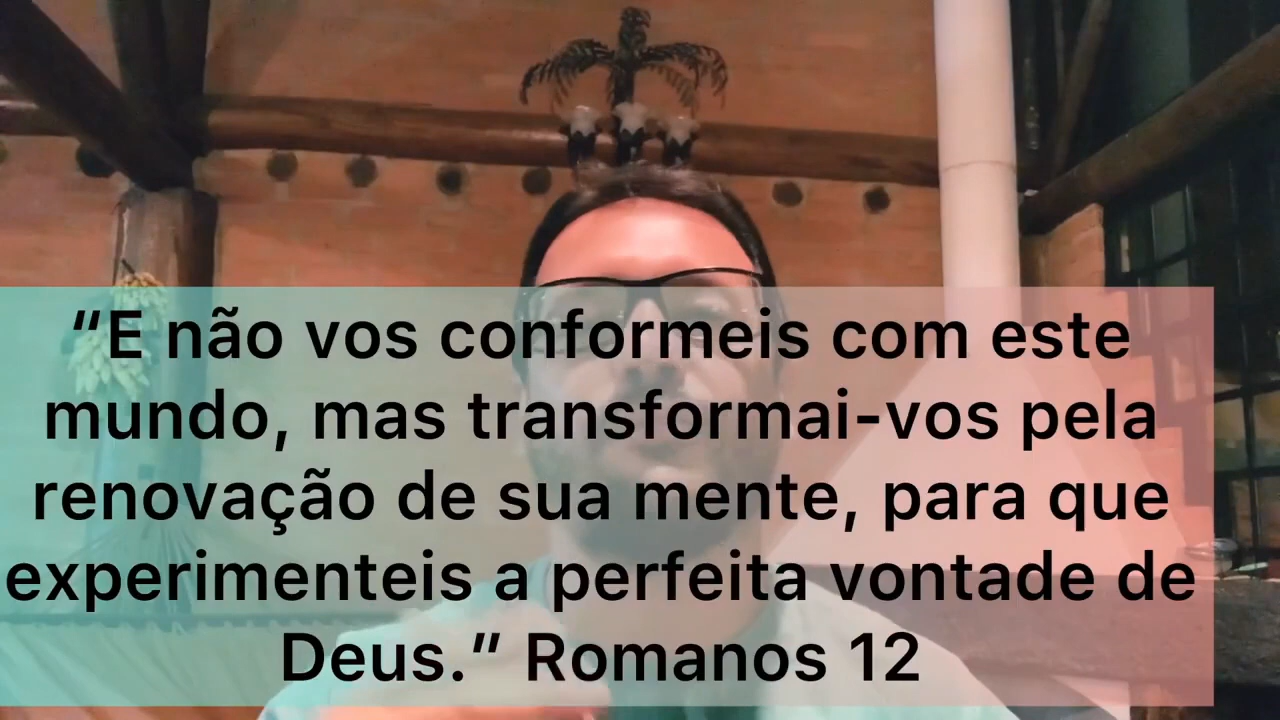 “E não vos conformeis com este
mundo, mas transformai-vos pela
renovação de sua mente, para que
experimenteis a perfeita vontade de
Deus.” Romanos 12